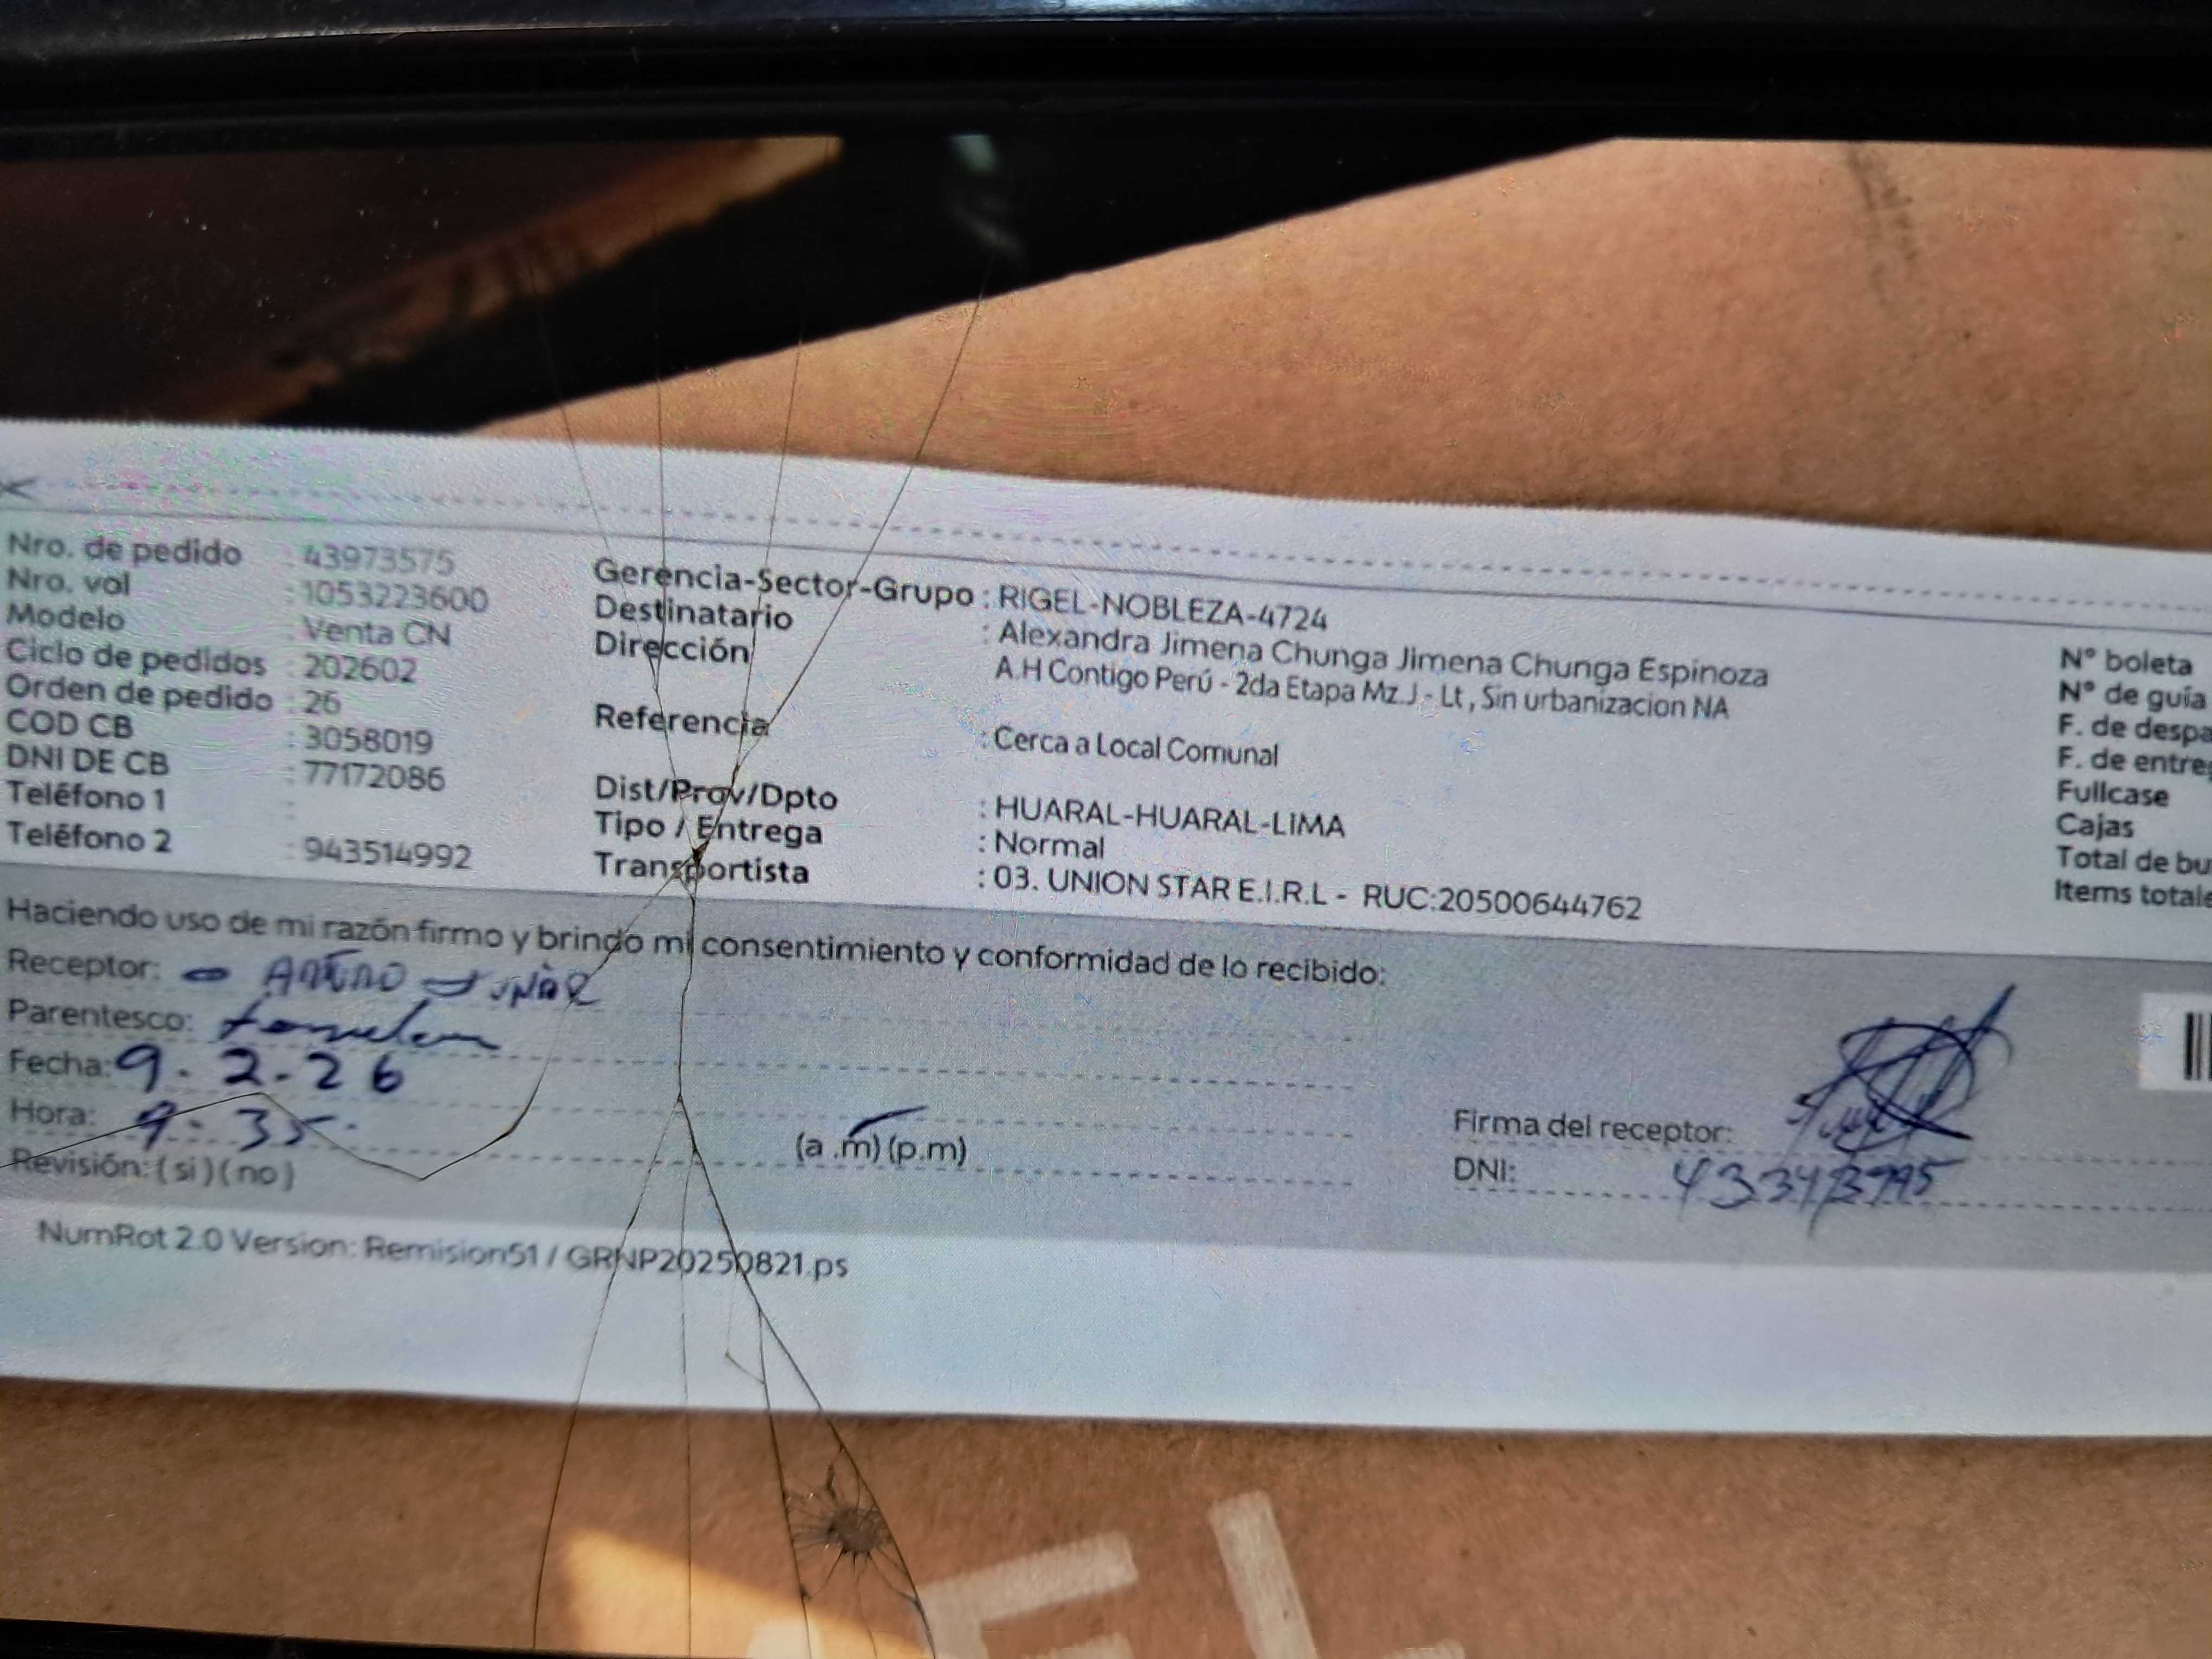 Nro. de pedido : 43973575
Nro. val : 1053223600
Modelo : Venta CN
Ciclo de pedidos : 202602
Orden de pedido : 26
COD CB : 3058019
DNI DE CB : 77172086
Teléfono 1 :
Teléfono 2 : 943514992
Gerencia-Sector-Grupo : RIGEL-NOBLEZA-4724
Destinatario : Alexandra Jimena Chunga Jimena Chunga Espinoza
Dirección A.H Contigo Perú - 2da Etapa Mz.J - Lt , Sin urbanizacion NA
Referencia : Cerca a Local Comunal
Dist/Prov/Dpto : HUARAL-HUARAL-LIMA
Tipo / Entrega : Normal
Transportista : 03. UNION STAR E.I.R.L - RUC:20500644762
N° boleta
N° de guía
F. de despa
F. de entreg
Fullcase
Cajas
Total de bu
Items totale
Haciendo uso de mi razón firmo y brindo mi consentimiento y conformidad de lo recibido:
Receptor:
Parentesco:
Fecha: 9.2.26
Hora: 9.35. (a .m) (p.m)
Revisión: ( si ) ( no )
Firma del receptor:
DNI:
NumRot 2.0 Version: Remision51 / GRNP20250821.ps